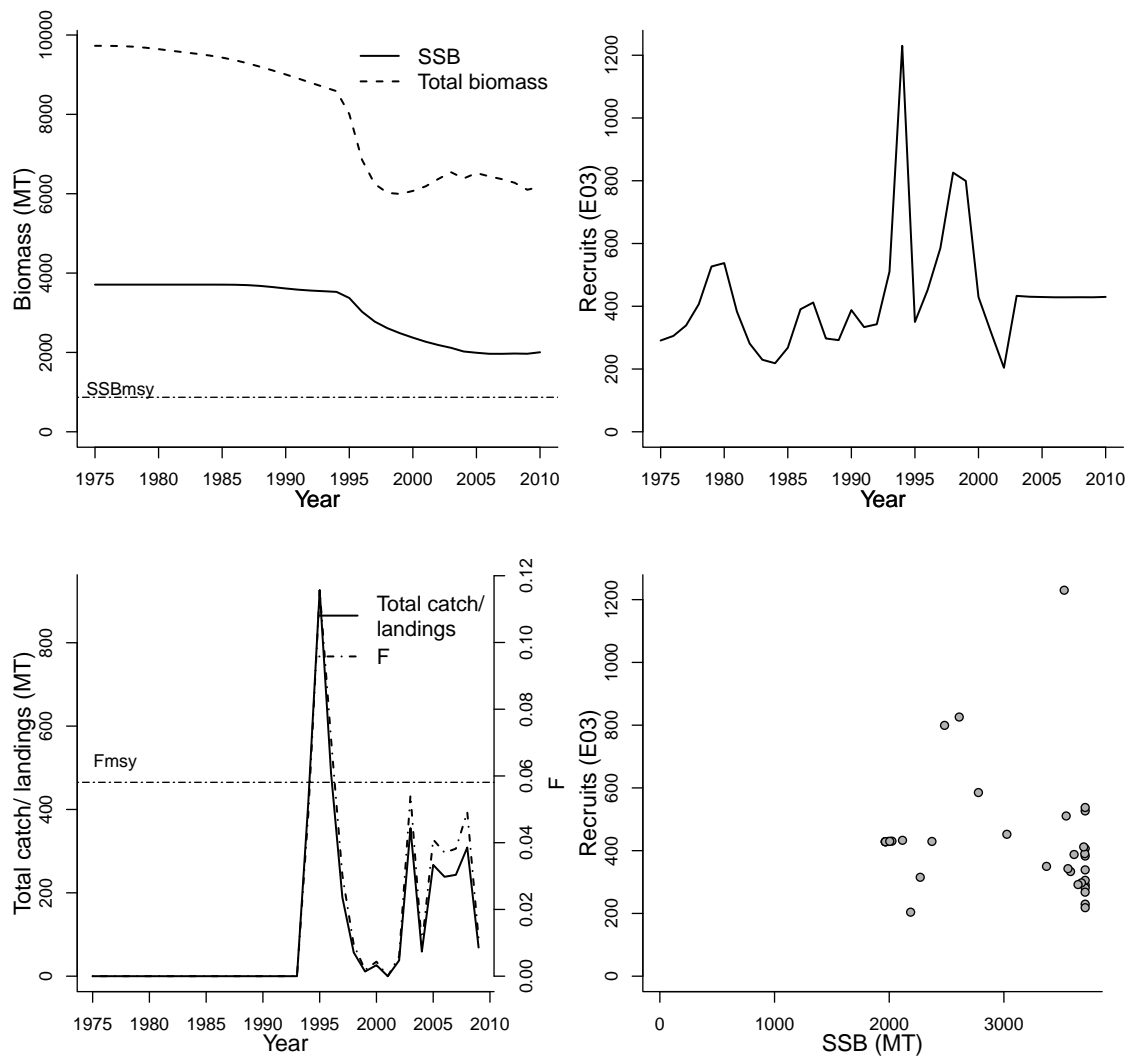 Biomass (MT)
0
2000
4000
6000
8000
10000
SSB
Total biomass
SSBmsy
1975 1980 1985 1990 1995 2000 2005 2010
Year
Recruits (E03)
0
200
400
600
800
1000
1200
1975 1980 1985 1990 1995 2000 2005 2010
Year
Total catch/ landings (MT)
0
200
400
600
800
Total catch/
landings
F
Fmsy
0.00
0.02
0.04
0.06
0.08
0.10
0.12
F
1975 1980 1985 1990 1995 2000 2005 2010
Year
Recruits (E03)
0
200
400
600
800
1000
1200
0 1000 2000 3000
SSB (MT)